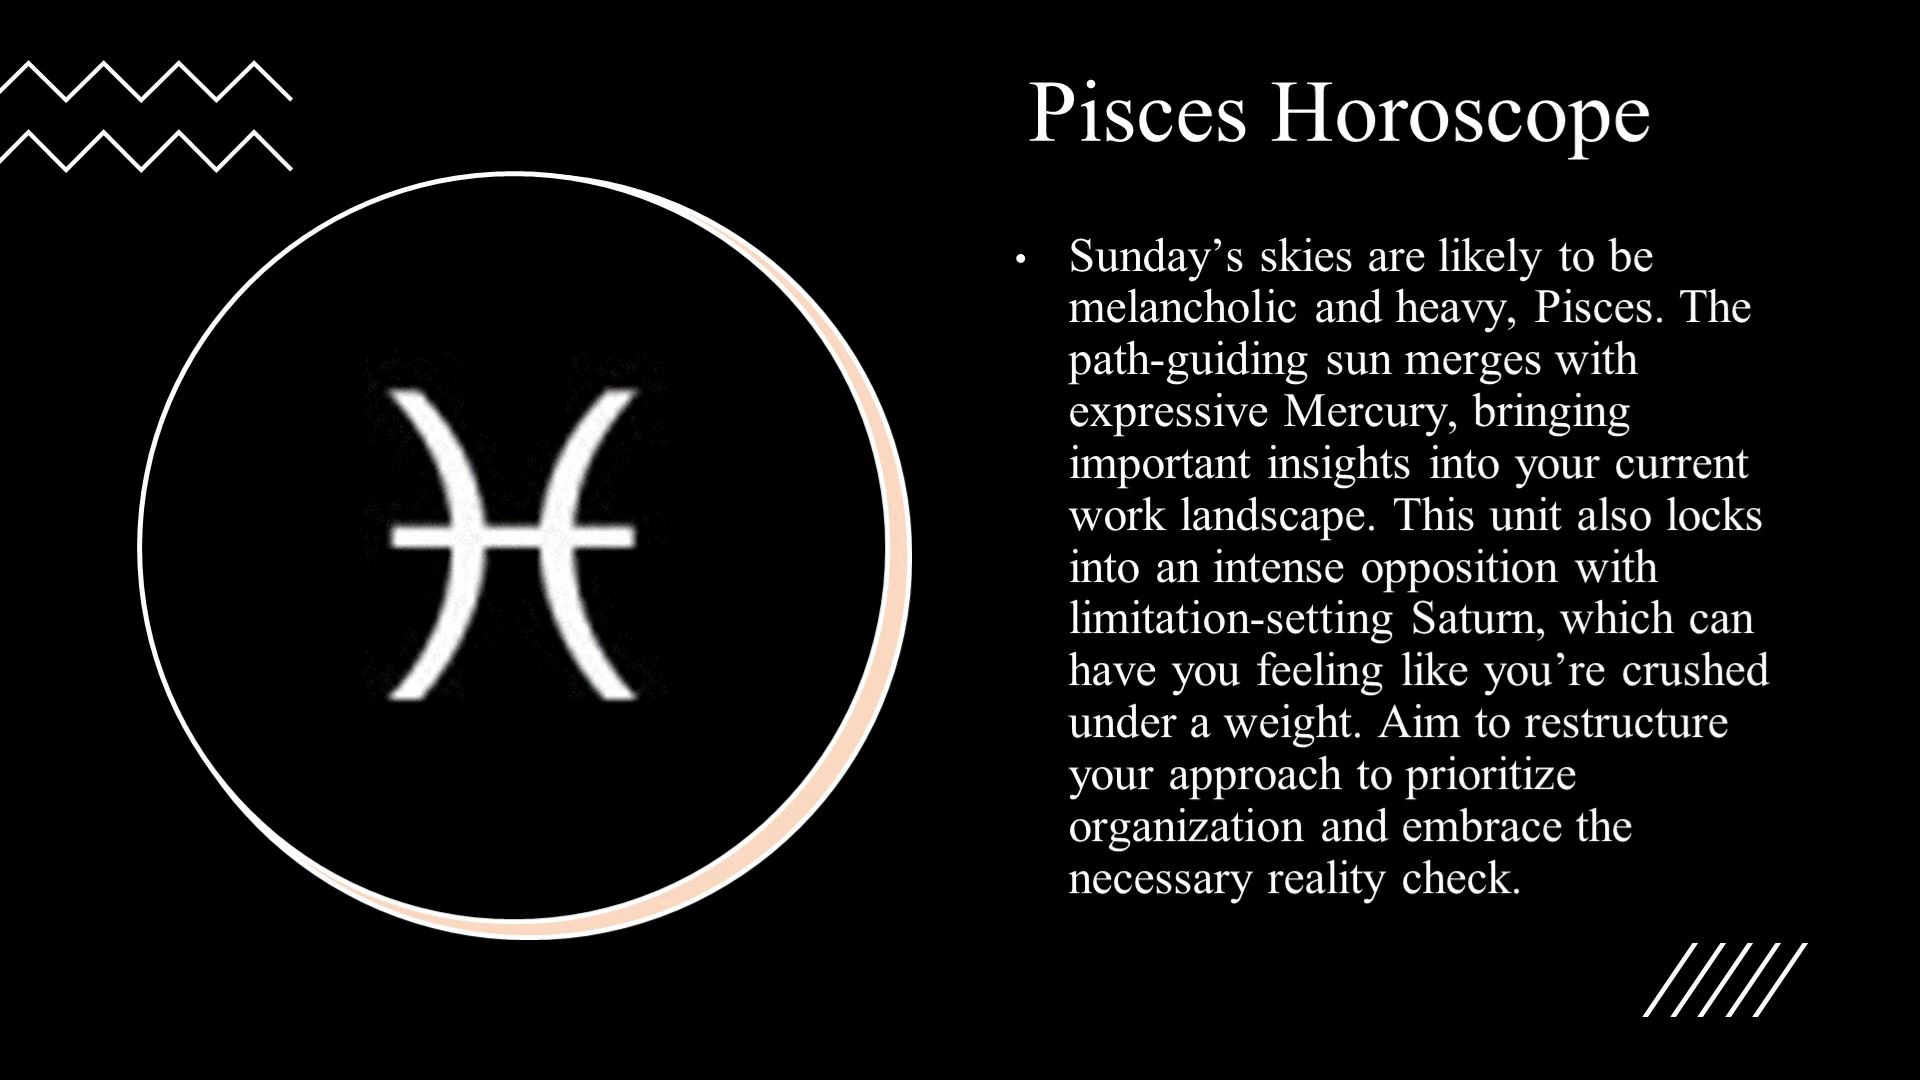 Pisces Horoscope
• Sunday’s skies are likely to be
melancholic and heavy, Pisces. The
path-guiding sun merges with
expressive Mercury, bringing
important insights into your current
work landscape. This unit also locks
into an intense opposition with
limitation-setting Saturn, which can
have you feeling like you’re crushed
under a weight. Aim to restructure
your approach to prioritize
organization and embrace the
necessary reality check.